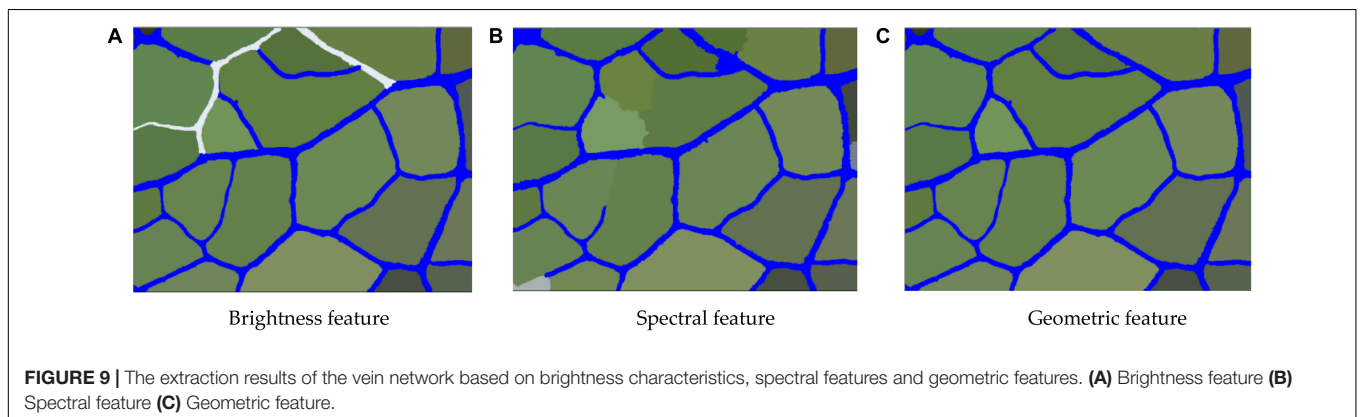 A B C
Brightness feature Spectral feature Geometric feature
FIGURE 9 | The extraction results of the vein network based on brightness characteristics, spectral features and geometric features. (A) Brightness feature (B)
Spectral feature (C) Geometric feature.